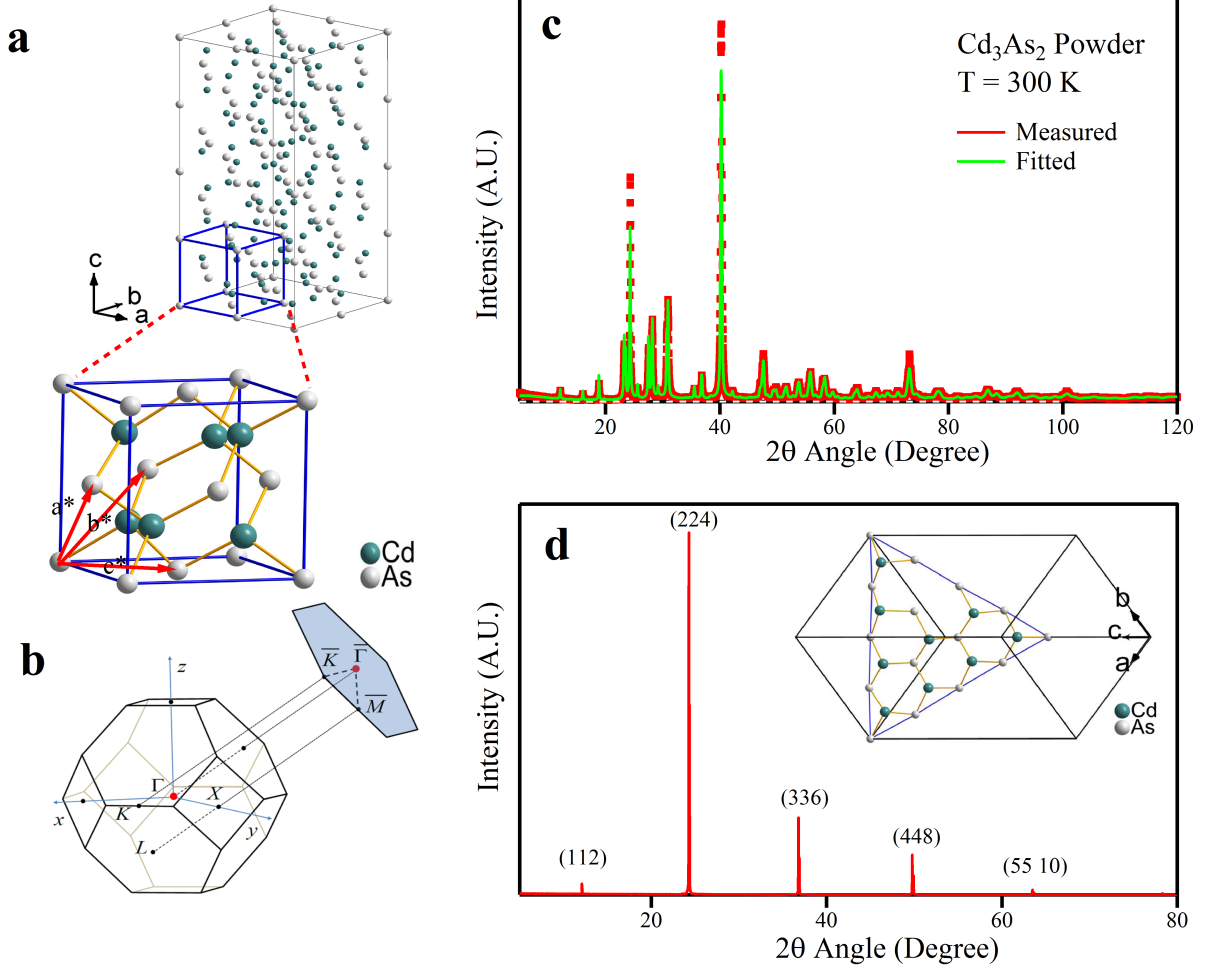 a
c
b
a
a*
b*
c*
Cd
As
b
z
K̅
Γ̅
M̅
Γ
X
K
x
y
L
c
Cd₃As₂ Powder
T = 300 K
Measured
Fitted
Intensity (A.U.)
20 40 60 80 100 120
2θ Angle (Degree)
d
(224)
(336)
(448)
(112)
(55 10)
b
c
a
Cd
As
Intensity (A.U.)
20 40 60 80
2θ Angle (Degree)